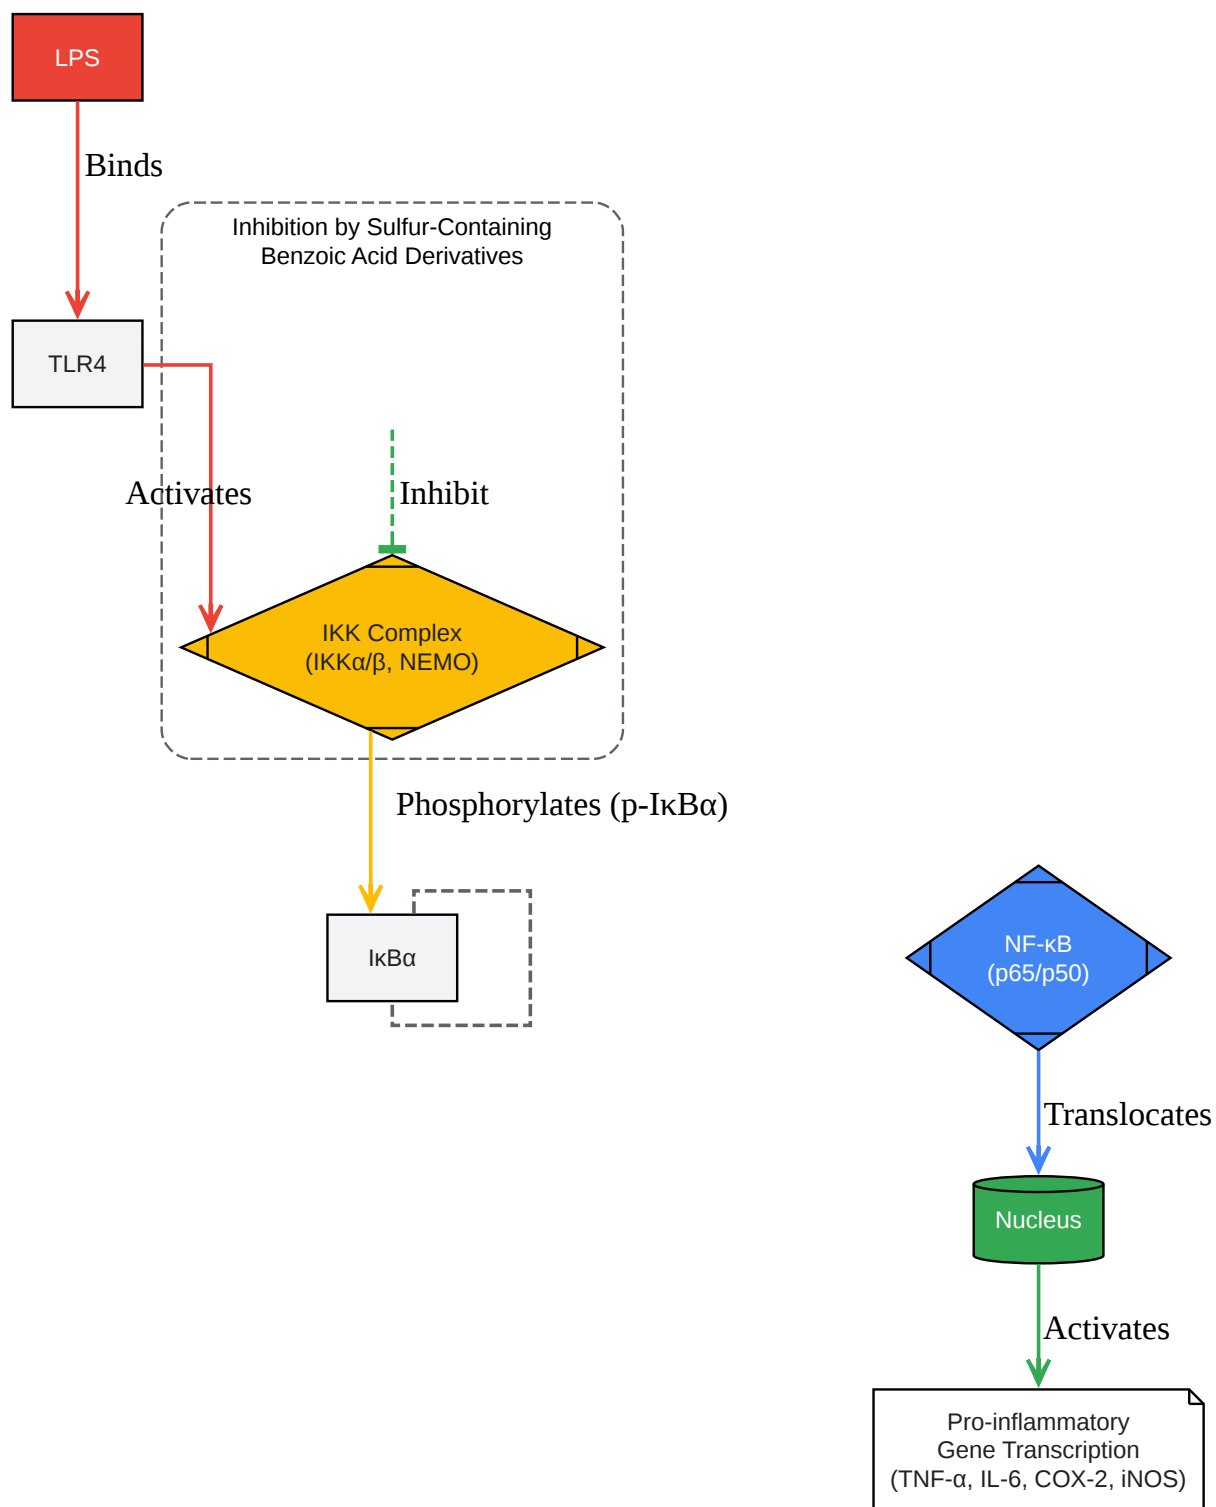 LPS
Binds
Inhibition by Sulfur-Containing
Benzoic Acid Derivatives
TLR4
Activates
Inhibit
IKK Complex
(IKKα/β, NEMO)
Phosphorylates (p-IκBα)
IκBα
NF-κB
(p65/p50)
Translocates
Nucleus
Activates
Pro-inflammatory
Gene Transcription
(TNF-α, IL-6, COX-2, iNOS)